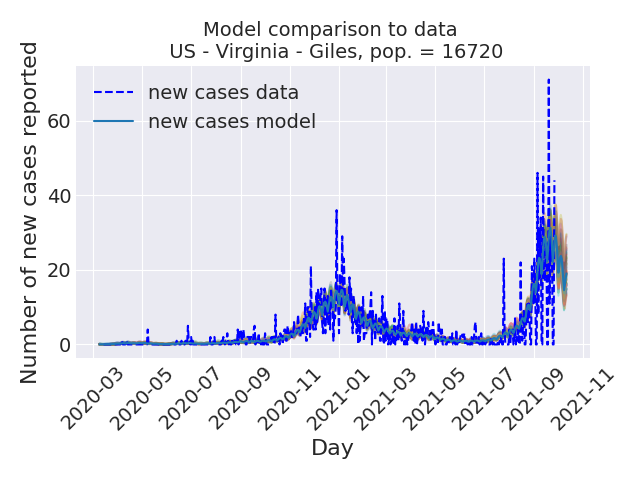 Model comparison to data
US - Virginia - Giles, pop. = 16720
Number of new cases reported
new cases data
new cases model
60
40
20
0
2020-03
2020-05
2020-07
2020-09
2020-11
2021-01
2021-03
2021-05
2021-07
2021-09
2021-11
Day